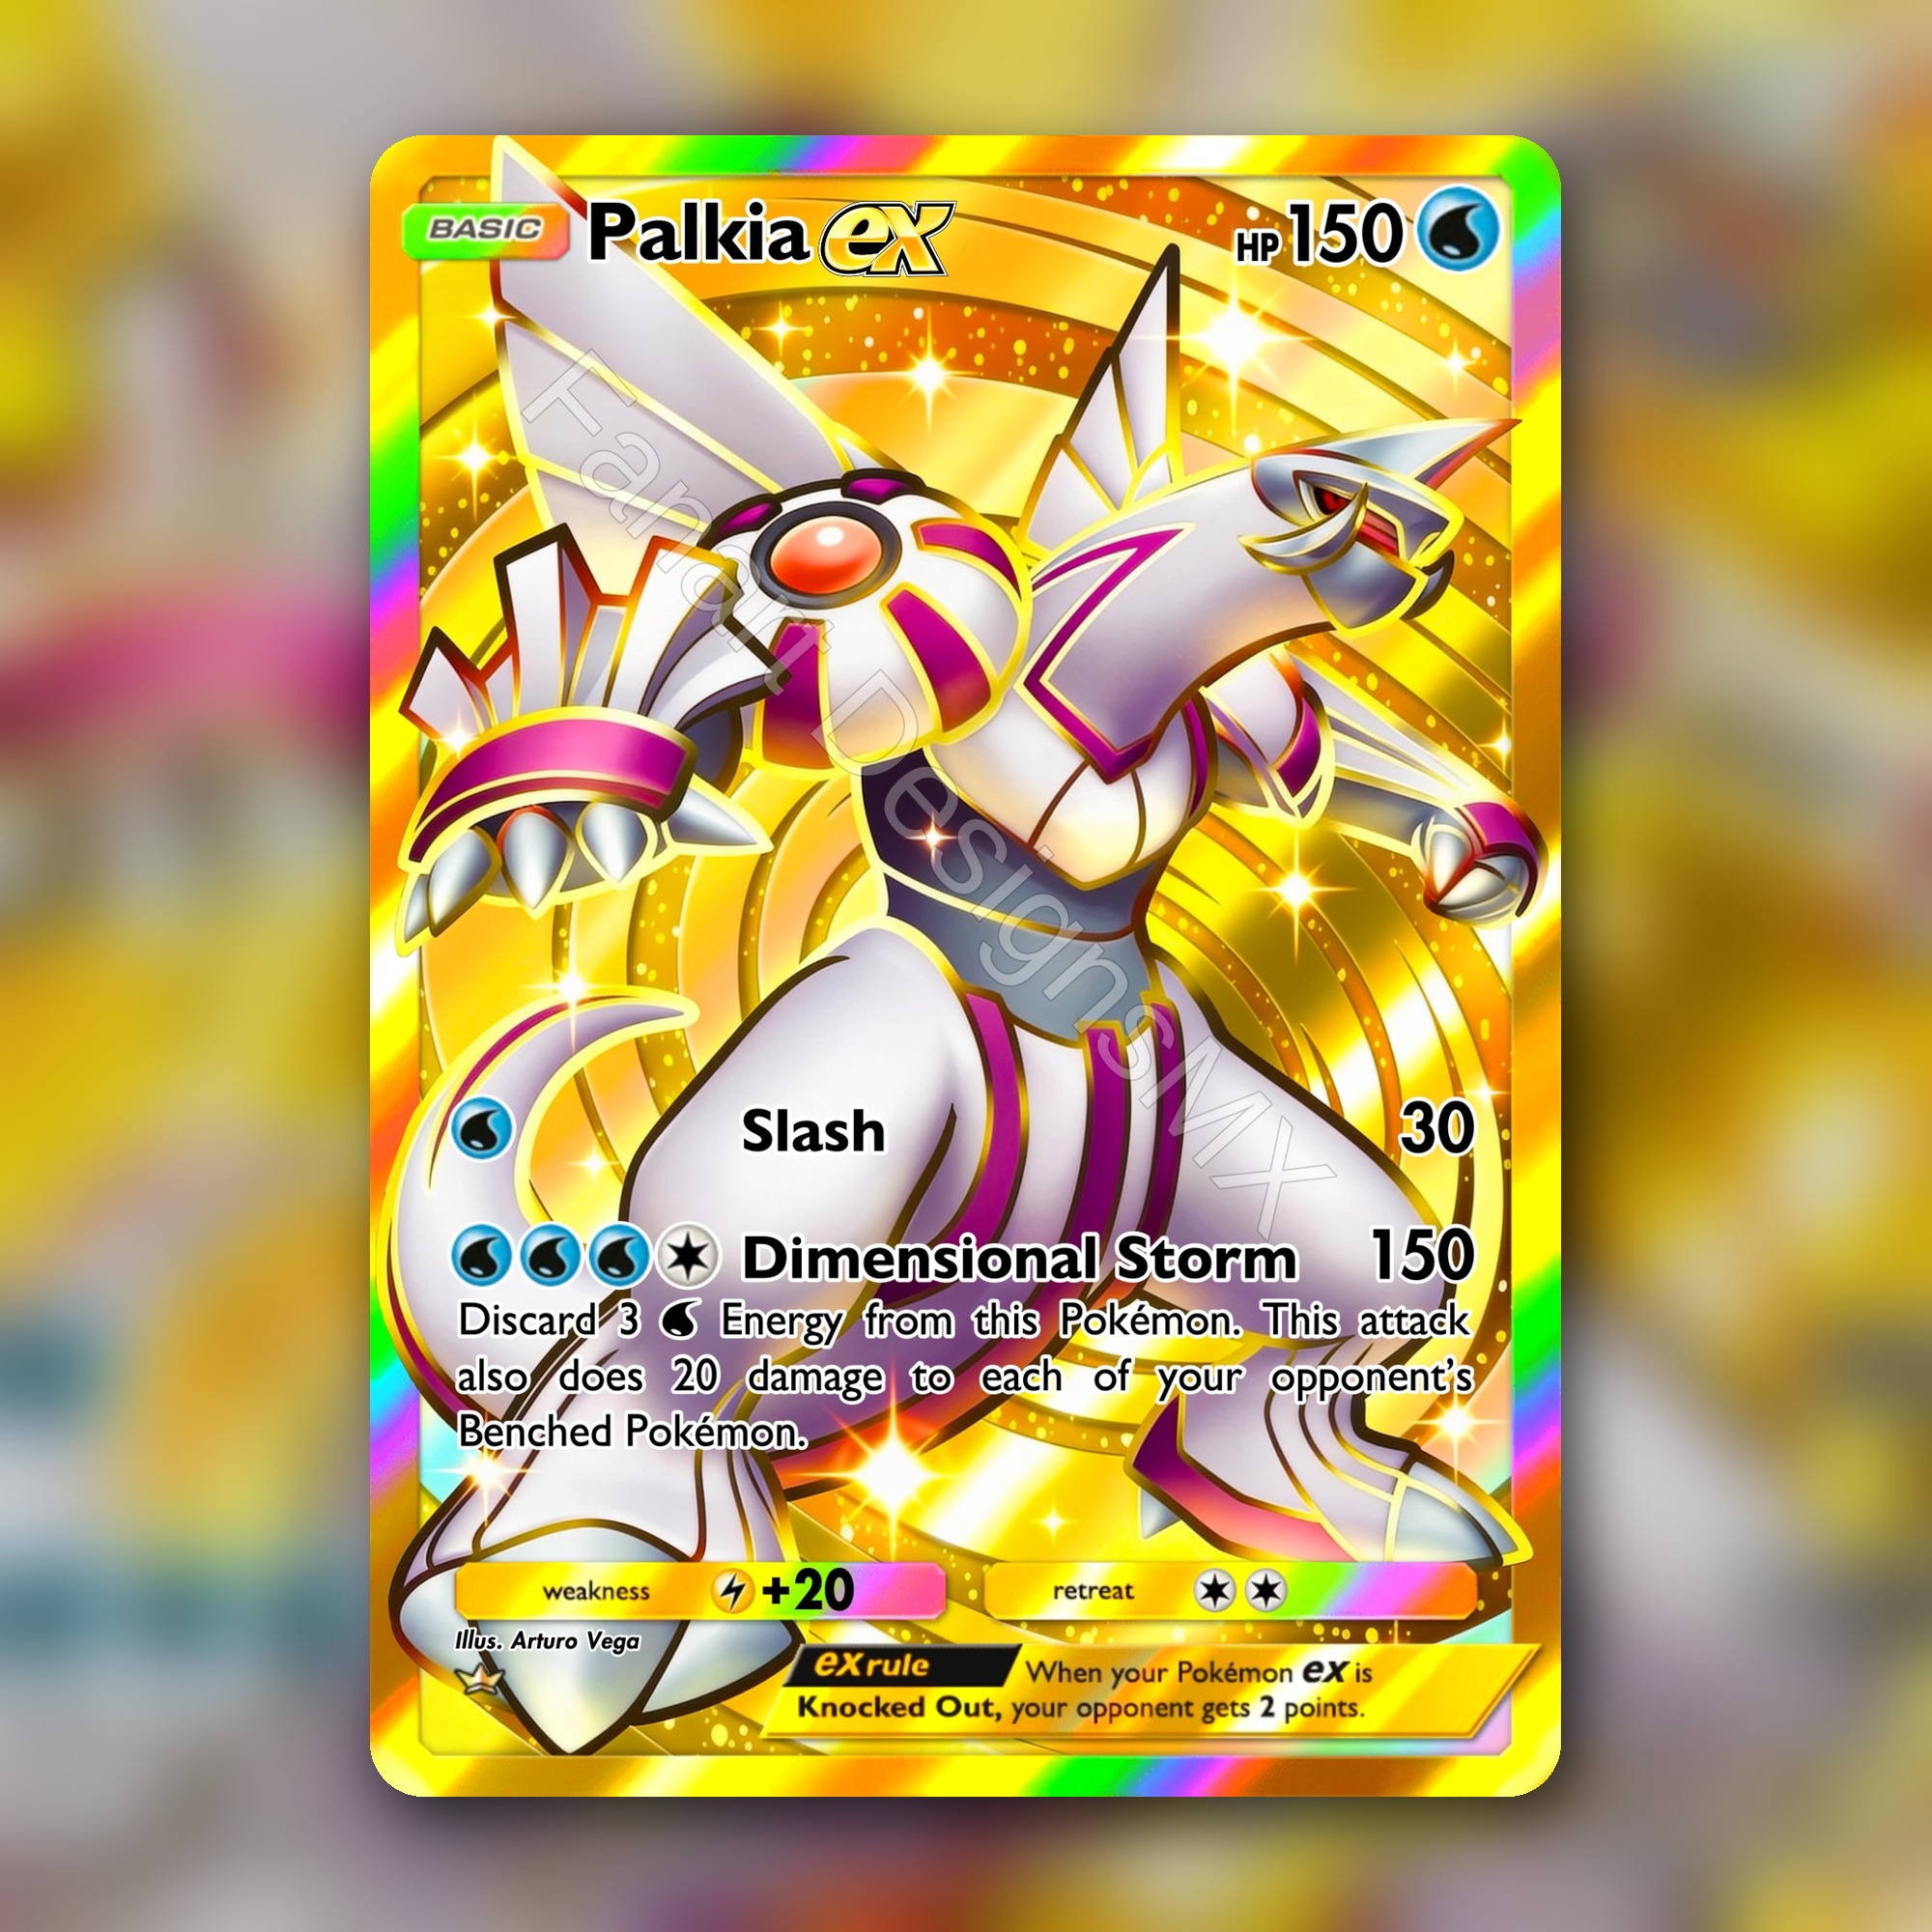 BASIC Palkia ex HP 150
Fanart DesignsMX
Slash 30
Dimensional Storm 150
Discard 3 Energy from this Pokémon. This attack
also does 20 damage to each of your opponent's
Benched Pokémon.
weakness +20 retreat
Illus. Arturo Vega
ex rule When your Pokémon ex is
Knocked Out, your opponent gets 2 points.